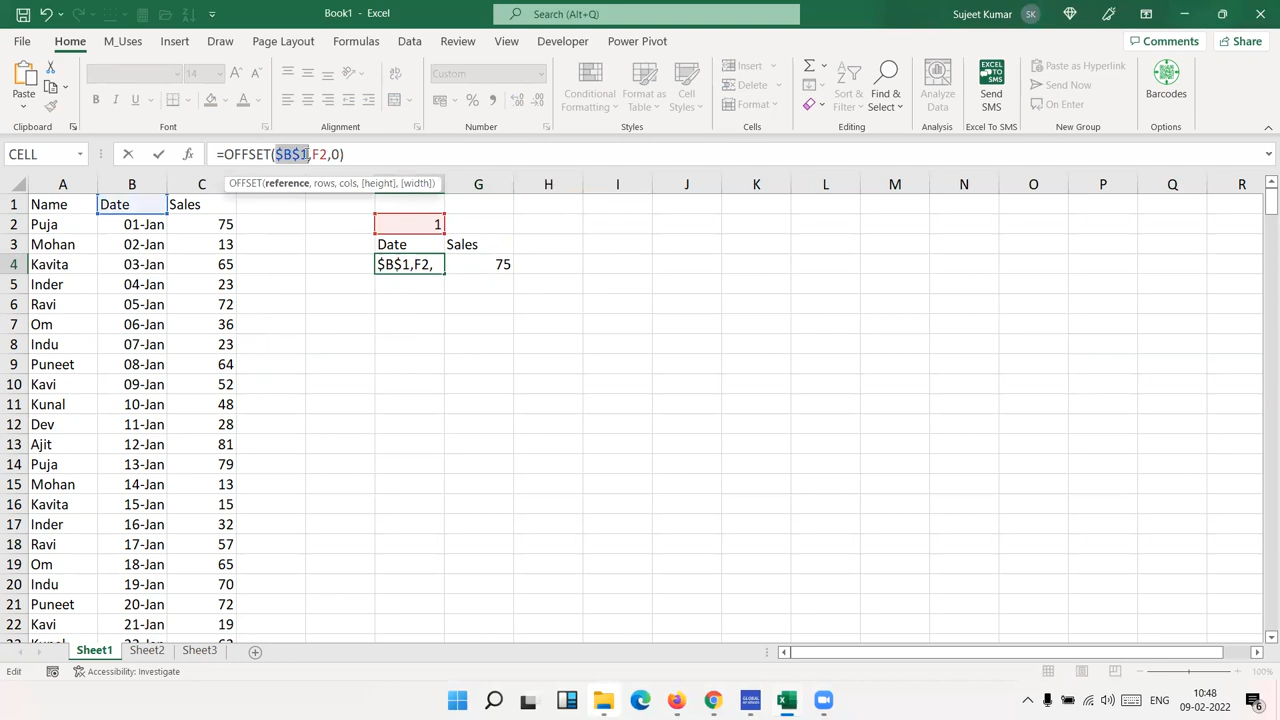 Book1 - Excel
Search (Alt+Q)
Sujeet Kumar
File Home M_Uses Insert Draw Page Layout Formulas Data Review View Developer Help Power Pivot
Comments Share
Paste
14
Custom
Conditional Formatting
Format as Table
Cell Styles
Insert
Delete
Format
Sort & Filter
Find & Select
Analyze Data
Send SMS
Paste as Hyperlink
Send Now
On Enter
Barcodes
Clipboard Font Alignment Number Styles Cells Editing Analysis Excel To SMS Send Email
CELL =OFFSET($B$1,F2,0)
OFFSET(reference, rows, cols, [height], [width])
A B C G H I J K L M N O P Q R
1 Name Date Sales
2 Puja 01-Jan 75 1
3 Mohan 02-Jan 13 Date Sales
4 Kavita 03-Jan 65 $B$1,F2, 75
5 Inder 04-Jan 23
6 Ravi 05-Jan 72
7 Om 06-Jan 36
8 Indu 07-Jan 23
9 Puneet 08-Jan 64
10 Kavi 09-Jan 52
11 Kunal 10-Jan 48
12 Dev 11-Jan 28
13 Ajit 12-Jan 81
14 Puja 13-Jan 79
15 Mohan 14-Jan 13
16 Kavita 15-Jan 15
17 Inder 16-Jan 32
18 Ravi 17-Jan 57
19 Om 18-Jan 65
20 Indu 19-Jan 70
21 Puneet 20-Jan 72
22 Kavi 21-Jan 19
Sheet1 Sheet2 Sheet3
Edit Accessibility: Investigate 100%
ENG
10:48
09-02-2022